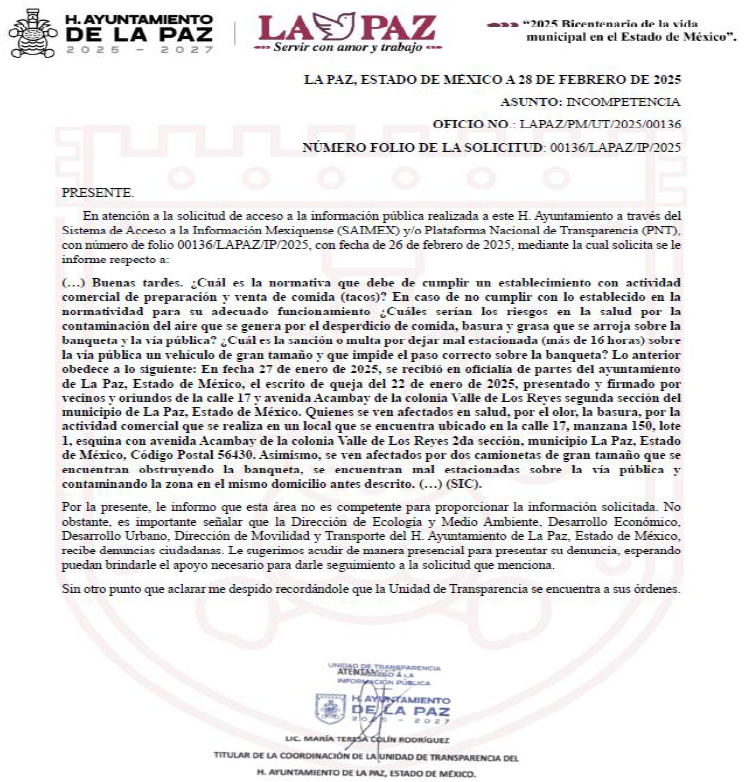 H. AYUNTAMIENTO
DE LA PAZ
2025 - 2027
LA PAZ
Servir con amor y trabajo
“2025 Bicentenario de la vida
municipal en el Estado de México”.
LA PAZ, ESTADO DE MÉXICO A 28 DE FEBRERO DE 2025
ASUNTO: INCOMPETENCIA
OFICIO NO.: LAPAZ/PM/UT/2025/00136
NÚMERO FOLIO DE LA SOLICITUD: 00136/LAPAZ/IP/2025
PRESENTE.
En atención a la solicitud de acceso a la información pública realizada a este H. Ayuntamiento a través del
Sistema de Acceso a la Información Mexiquense (SAIMEX) y/o Plataforma Nacional de Transparencia (PNT),
con número de folio 00136/LAPAZ/IP/2025, con fecha de 26 de febrero de 2025, mediante la cual solicita se le
informe respecto a:
(…) Buenas tardes. ¿Cuál es la normativa que debe de cumplir un establecimiento con actividad
comercial de preparación y venta de comida (tacos)? En caso de no cumplir con lo establecido en la
normatividad para su adecuado funcionamiento ¿Cuáles serían los riesgos en la salud por la
contaminación del aire que se genera por el desperdicio de comida, basura y grasa que se arroja sobre la
banqueta y la vía pública? ¿Cuál es la sanción o multa por dejar mal estacionada (más de 16 horas) sobre
la vía pública un vehículo de gran tamaño y que impide el paso correcto sobre la banqueta? Lo anterior
obedece a lo siguiente: En fecha 27 de enero de 2025, se recibió en oficialía de partes del ayuntamiento
de La Paz, Estado de México, el escrito de queja del 22 de enero de 2025, presentado y firmado por
vecinos y oriundos de la calle 17 y avenida Acambay de la colonia Valle de Los Reyes segunda sección del
municipio de La Paz, Estado de México. Quienes se ven afectados en salud, por el olor, la basura, por la
actividad comercial que se realiza en un local que se encuentra ubicado en la calle 17, manzana 150, lote
1, esquina con avenida Acambay de la colonia Valle de Los Reyes 2da sección, municipio La Paz, Estado
de México, Código Postal 56430. Asimismo, se ven afectados por dos camionetas de gran tamaño que se
encuentran obstruyendo la banqueta, se encuentran mal estacionadas sobre la vía pública y
contaminando la zona en el mismo domicilio antes descrito. (…) (SIC).
Por la presente, le informo que esta área no es competente para proporcionar la información solicitada. No
obstante, es importante señalar que la Dirección de Ecología y Medio Ambiente, Desarrollo Económico,
Desarrollo Urbano, Dirección de Movilidad y Transporte del H. Ayuntamiento de La Paz, Estado de México,
recibe denuncias ciudadanas. Le sugerimos acudir de manera presencial para presentar su denuncia, esperando
puedan brindarle el apoyo necesario para darle seguimiento a la solicitud que menciona.
Sin otro punto que aclarar me despido recordándole que la Unidad de Transparencia se encuentra a sus órdenes.
UNIDAD DE TRANSPARENCIA
A LA
INFORMACIÓN PÚBLICA
H. AYUNTAMIENTO
DE LA PAZ
2025 - 2027
LIC. MARÍA TERESA COLÍN RODRÍGUEZ
TITULAR DE LA COORDINACIÓN DE LA UNIDAD DE TRANSPARENCIA DEL
H. AYUNTAMIENTO DE LA PAZ, ESTADO DE MÉXICO.